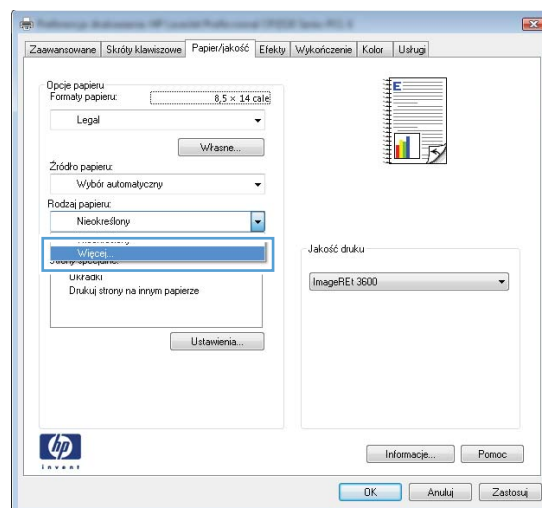 Zaawansowane Skróty klawiszowe Papier/jakość Efekty Wykończenie Kolor Usługi
Opcje papieru
Formaty papieru: 8,5 × 14 cale
Legal
Własne...
Źródło papieru:
Wybór automatyczny
Rodzaj papieru:
Nieokreślony
Więcej...
Okładki
Drukuj strony na innym papierze
Ustawienia...
E
Jakość druku
ImageREt 3600
hp
invent
Informacje... Pomoc
OK Anuluj Zastosuj